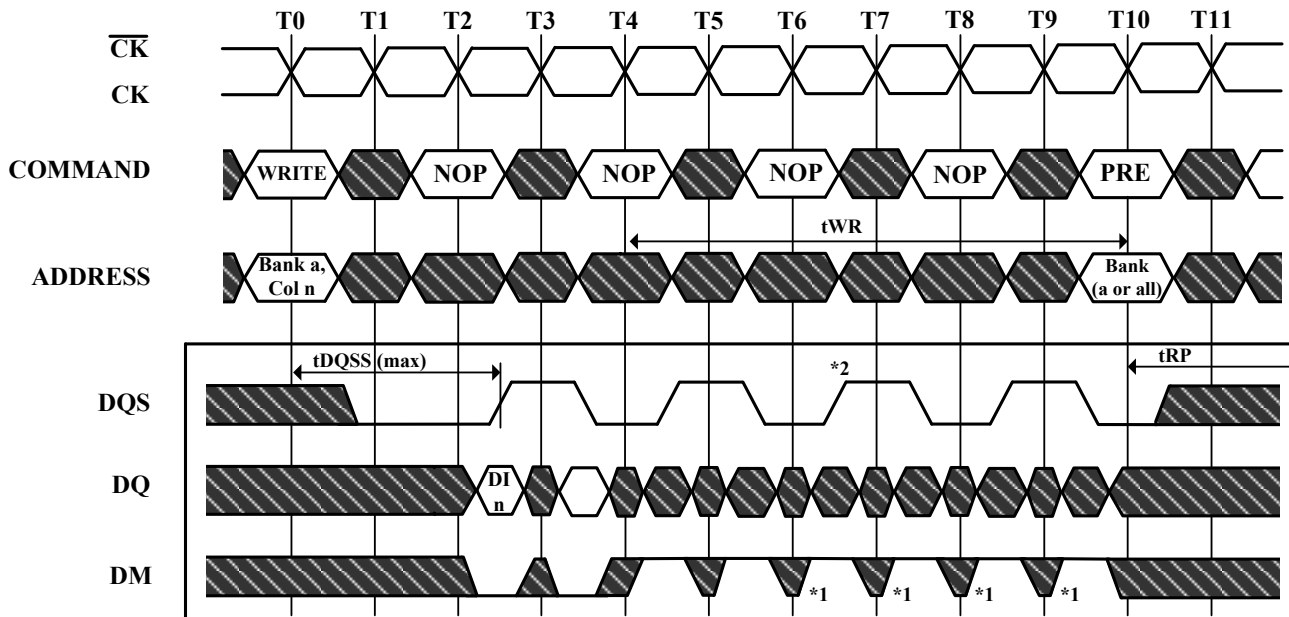 T0 T1 T2 T3 T4 T5 T6 T7 T8 T9 T10 T11
CK
CK
COMMAND WRITE NOP NOP NOP NOP PRE
tWR
ADDRESS Bank a, Col n Bank (a or all)
tDQSS (max) *2 tRP
DQS
DQ DI n
DM *1 *1 *1 *1